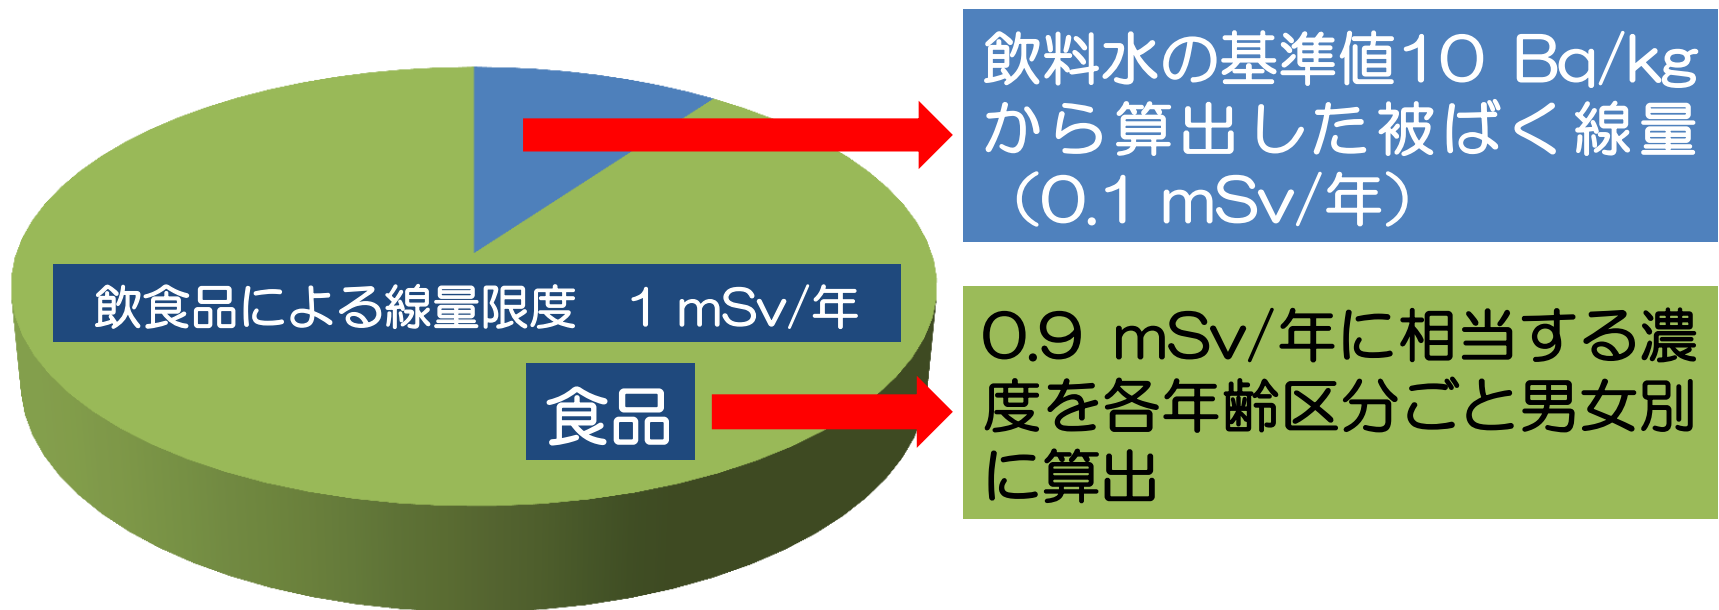 飲料水の基準値10 Bq/kg
から算出した被ばく線量
（0.1 mSv/年）
飲食品による線量限度　1 mSv/年
0.9 mSv/年に相当する濃
度を各年齢区分ごと男女別
に算出
食品